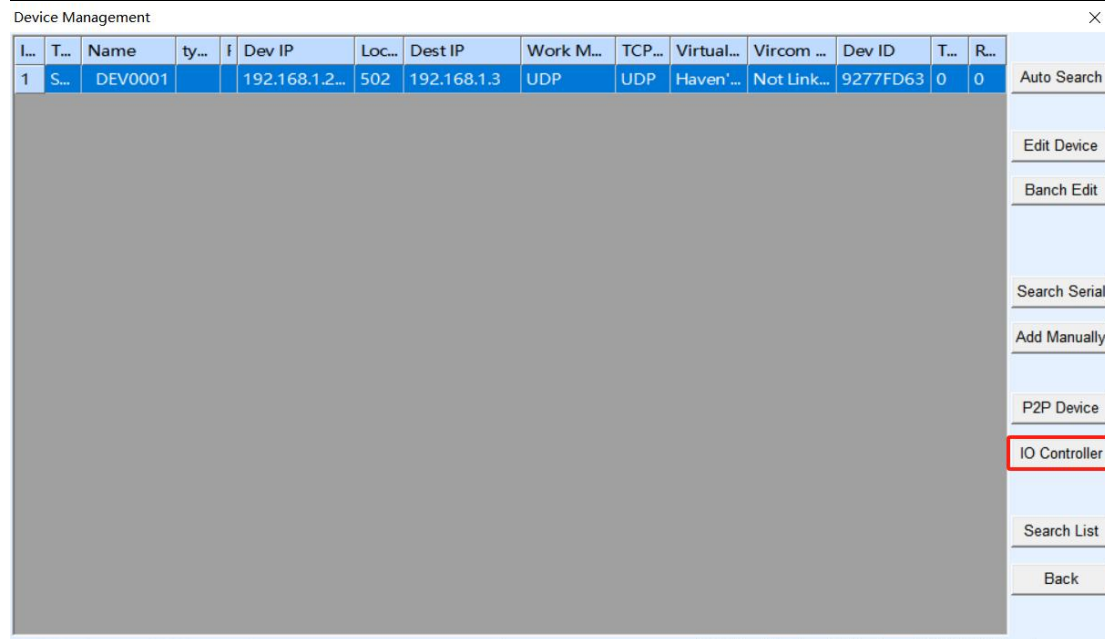 Device Management
I... T... Name ty... F Dev IP Loc... Dest IP Work M... TCP... Virtual... Vircom ... Dev ID T... R...
1 S... DEV0001 192.168.1.2... 502 192.168.1.3 UDP UDP Haven'... Not Link... 9277FD63 0 0
Auto Search
Edit Device
Banch Edit
Search Serial
Add Manually
P2P Device
IO Controller
Search List
Back